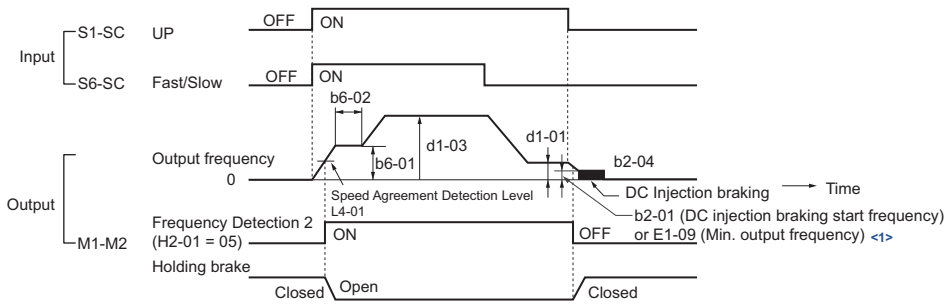 OFF ON
S1-SC UP
Input
S6-SC Fast/Slow OFF ON
b6-02
d1-01
d1-03
b2-04
Output frequency
b6-01
0
DC Injection braking
Time
Speed Agreement Detection Level
L4-01
b2-01 (DC injection braking start frequency)
or E1-09 (Min. output frequency) <1>
Output
Frequency Detection 2
(H2-01 = 05)
M1-M2
ON OFF
Holding brake
Closed Open Closed